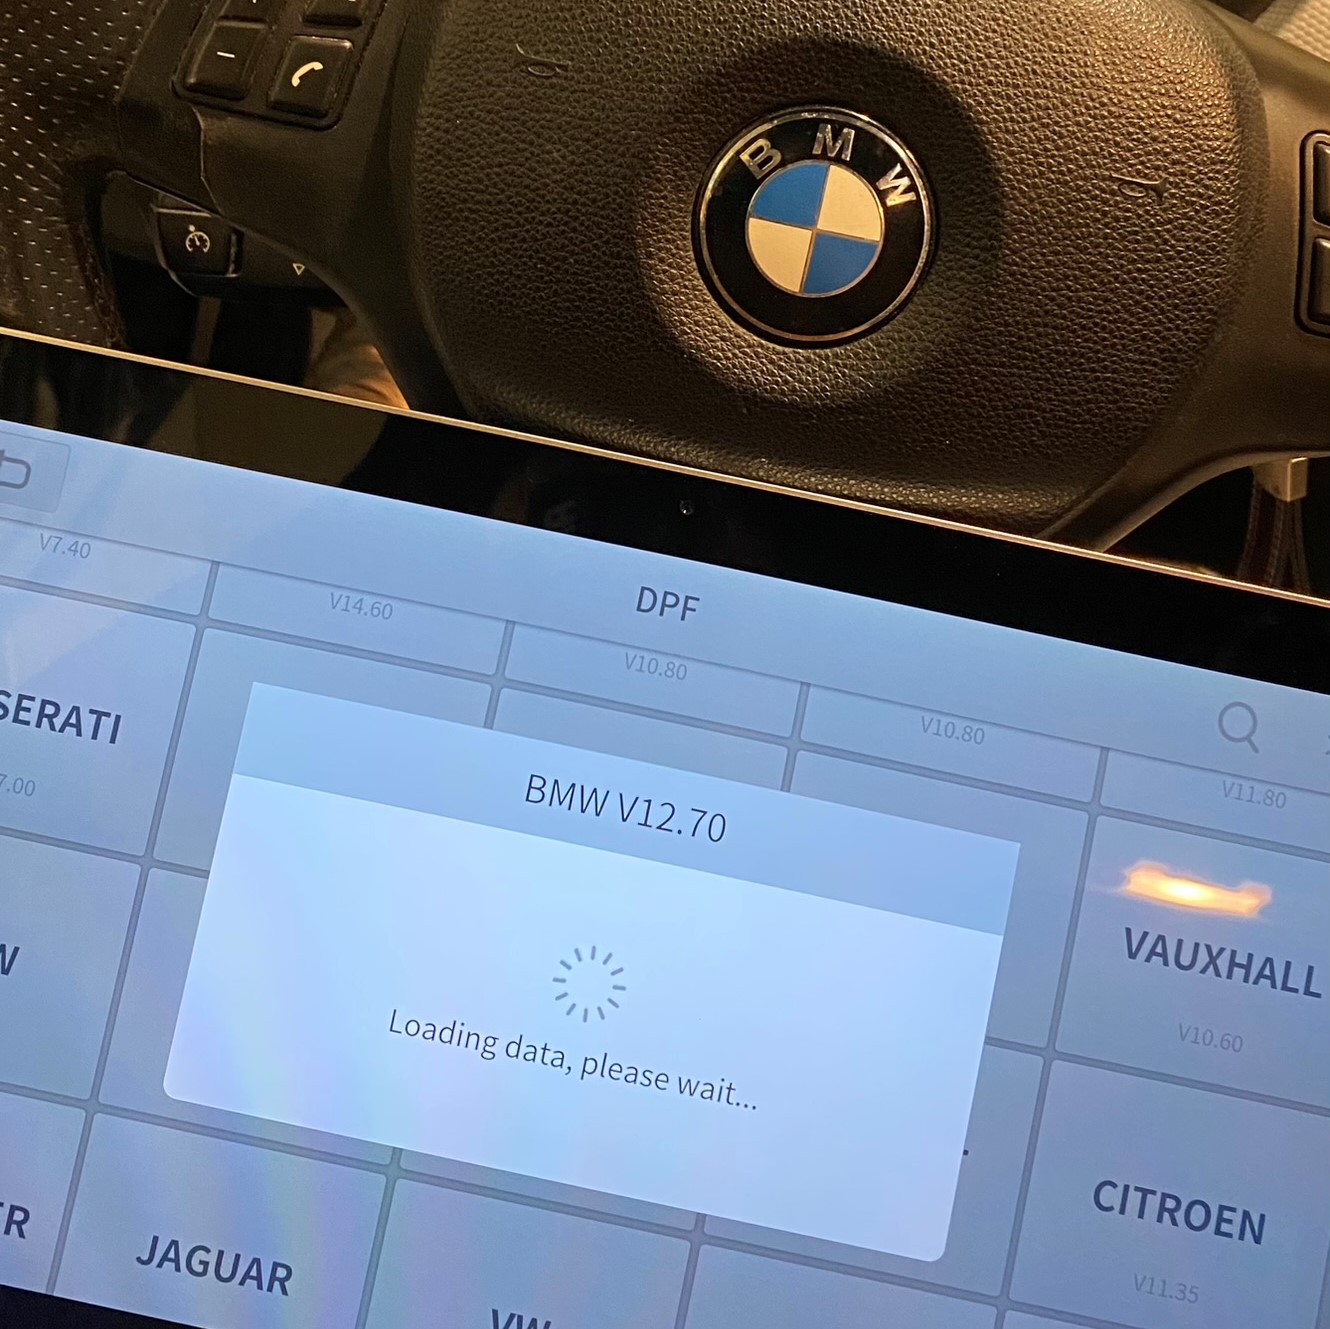 BMW
DPF
V7.40
V14.60
V10.80
V10.80
V11.80
SERATI
7.00
BMW V12.70
Loading data, please wait...
VAUXHALL
V10.60
W
CITROEN
V11.35
ER
JAGUAR
VW